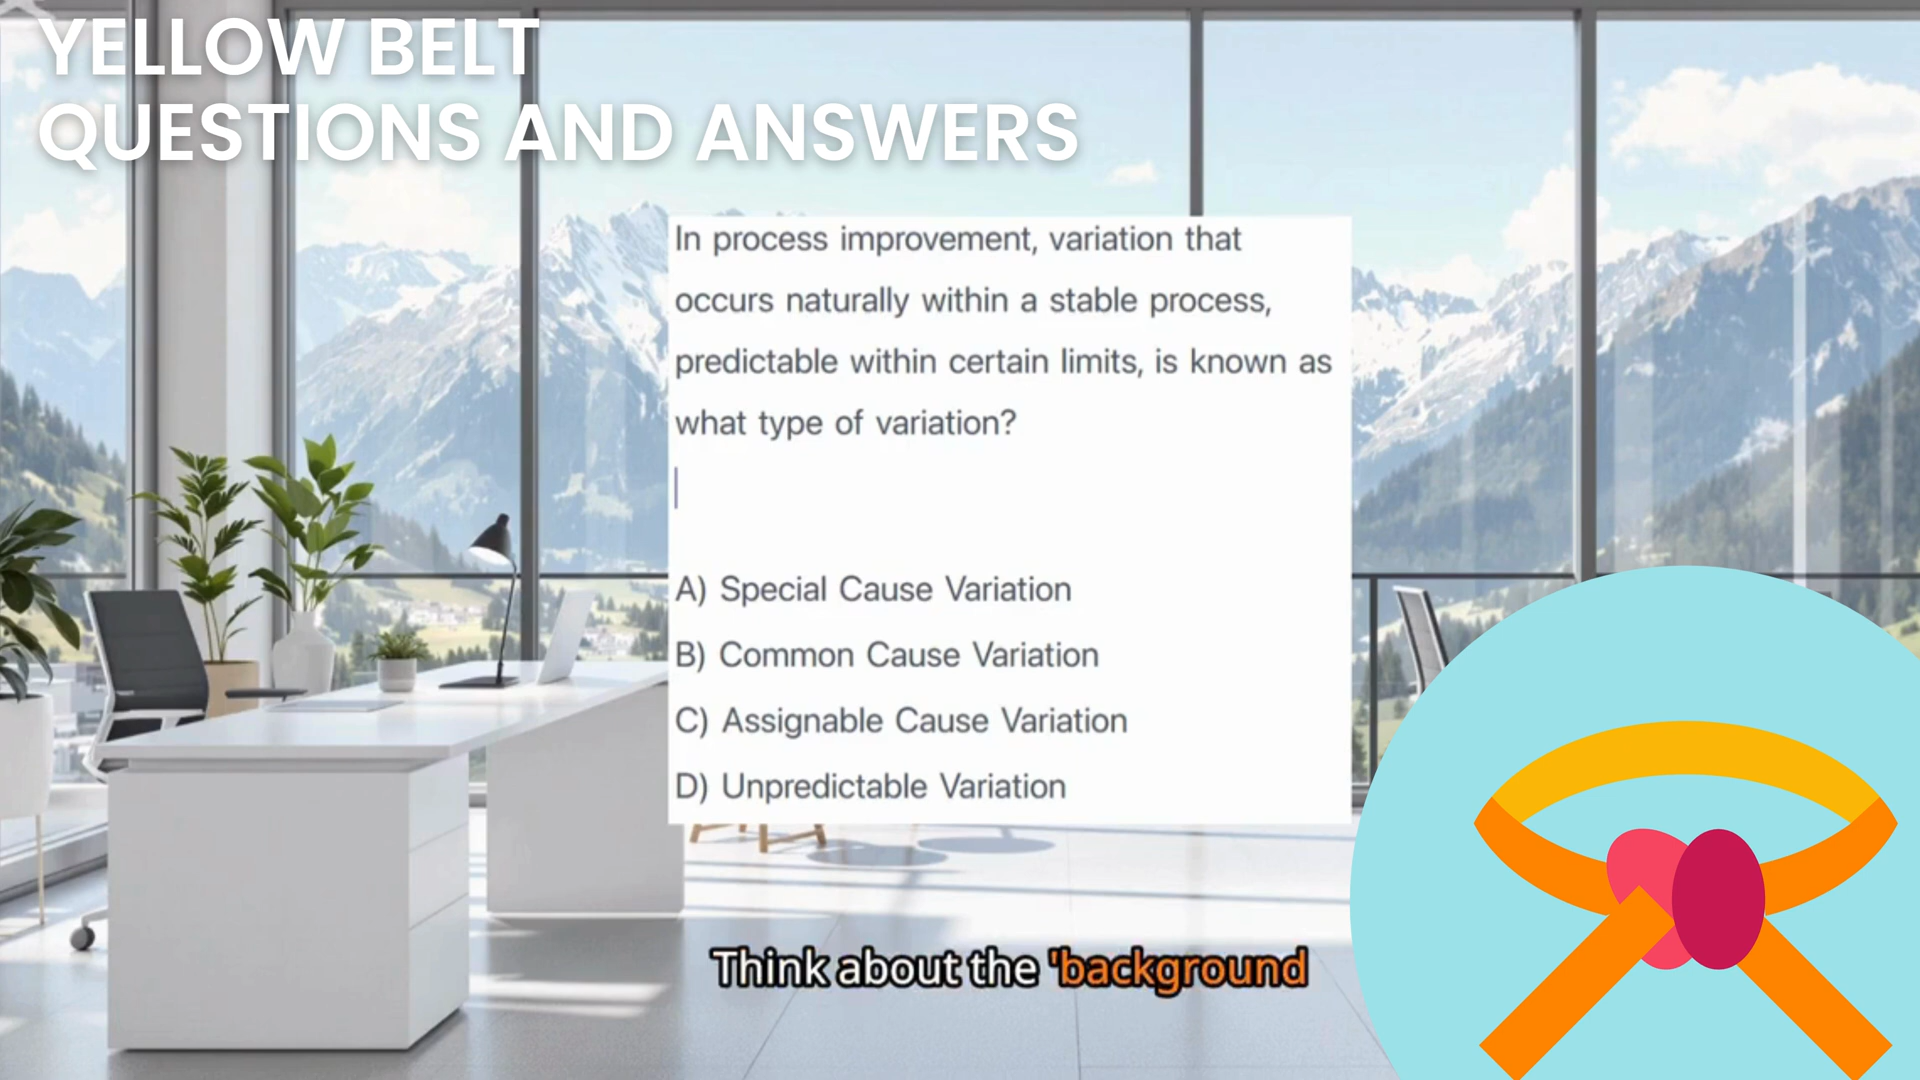 YELLOW BELT
QUESTIONS AND ANSWERS
In process improvement, variation that
occurs naturally within a stable process,
predictable within certain limits, is known as
what type of variation?
A) Special Cause Variation
B) Common Cause Variation
C) Assignable Cause Variation
D) Unpredictable Variation
Think about the 'background